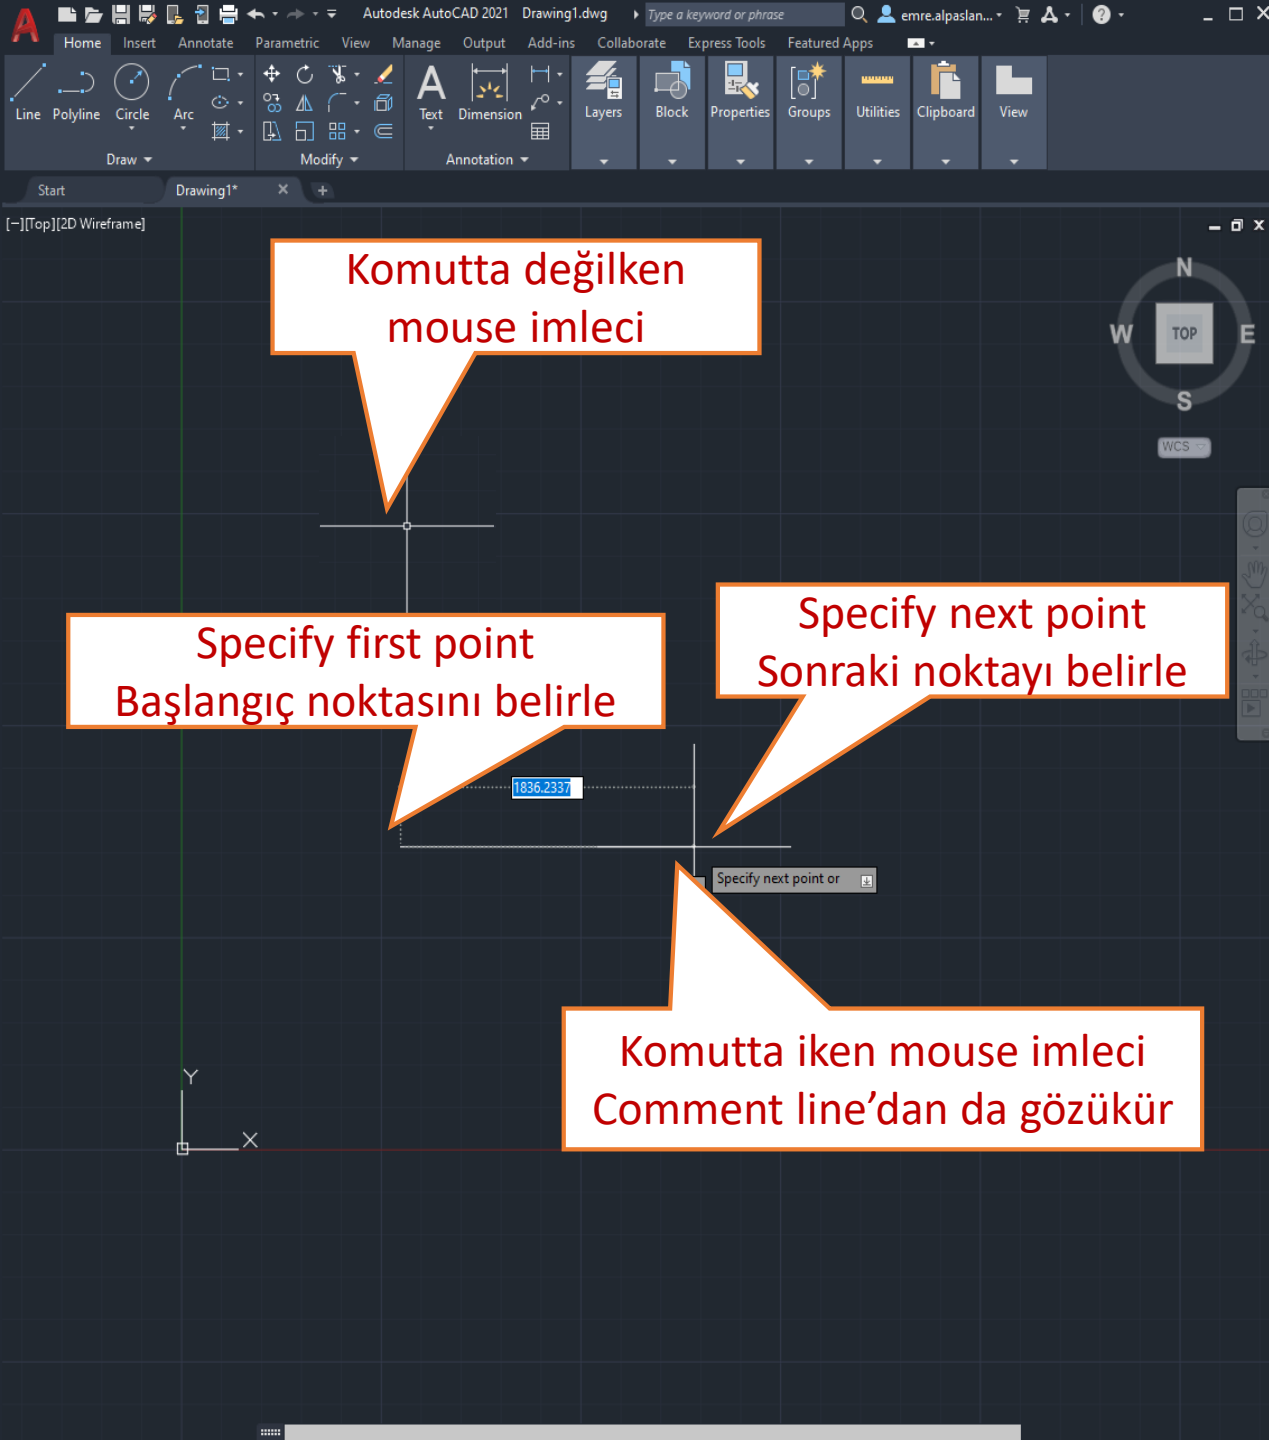 Autodesk AutoCAD 2021 Drawing1.dwg
Type a keyword or phrase
emre.alpaslan...
Home Insert Annotate Parametric View Manage Output Add-ins Collaborate Express Tools Featured Apps
Line Polyline Circle Arc
Text Dimension
Layers Block Properties Groups Utilities Clipboard View
Draw Modify Annotation
Start Drawing1*
[−][Top][2D Wireframe]
Komutta değilken
mouse imleci
N
W TOP E
S
WCS
Specify first point
Başlangıç noktasını belirle
Specify next point
Sonraki noktayı belirle
1836.2337
Specify next point or
Komutta iken mouse imleci
Comment line’dan da gözükür
Y
X